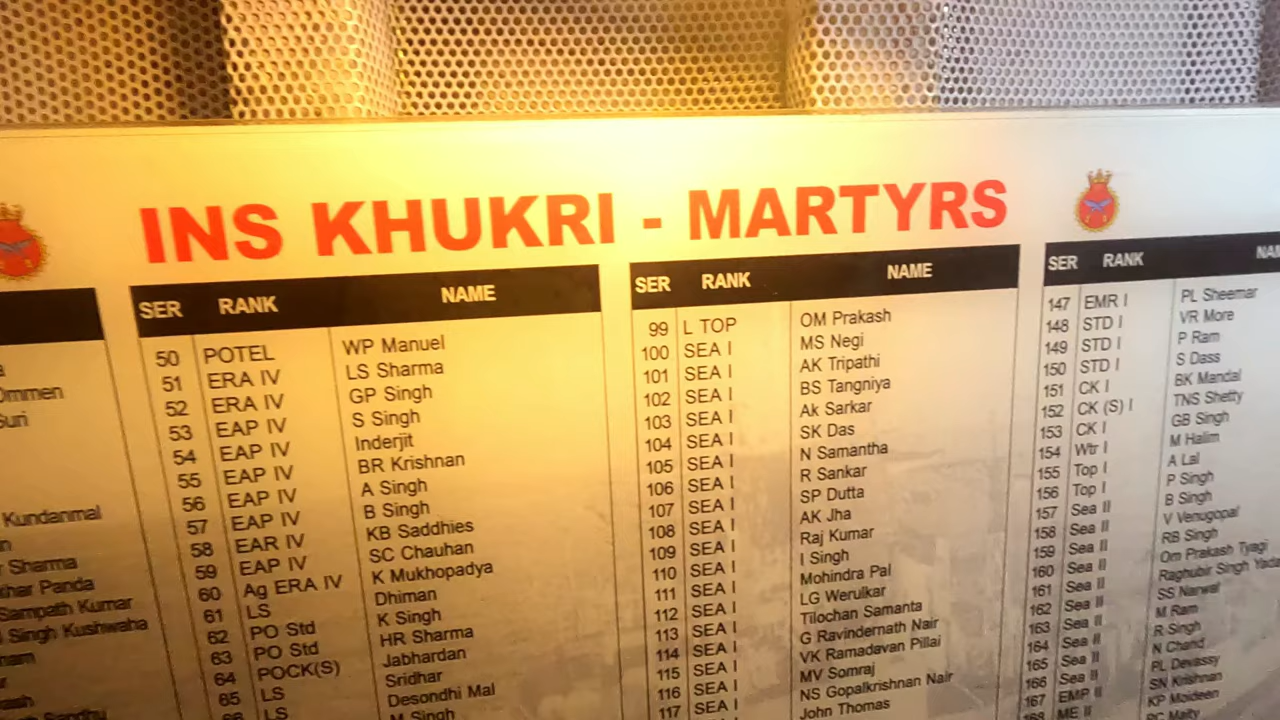 INS KHUKRI - MARTYRS
Kundanmal
Sharma
Panda
Sampath Kumar
Singh Kushwaha
SER RANK NAME
50 POTEL WP Manuel
51 ERA IV LS Sharma
52 ERA IV GP Singh
53 EAP IV S Singh
54 EAP IV Inderjit
55 EAP IV BR Krishnan
56 EAP IV A Singh
57 EAP IV B Singh
58 EAR IV KB Saddhies
59 EAP IV SC Chauhan
60 Ag ERA IV K Mukhopadya
61 LS Dhiman
62 PO Std K Singh
63 PO Std HR Sharma
64 POCK(S) Jabhardan
65 LS Sridhar
66 LS Desondhi Mal
M Singh
SER RANK NAME
99 L TOP OM Prakash
100 SEA I MS Negi
101 SEA I AK Tripathi
102 SEA I BS Tangniya
103 SEA I Ak Sarkar
104 SEA I SK Das
105 SEA I N Samantha
106 SEA I R Sankar
107 SEA I SP Dutta
108 SEA I AK Jha
109 SEA I Raj Kumar
110 SEA I I Singh
111 SEA I Mohindra Pal
112 SEA I LG Werulkar
113 SEA I Tilochan Samanta
114 SEA I G Ravindernath Nair
115 SEA I VK Ramadavan Pillai
116 SEA I MV Somraj
117 SEA I NS Gopalkrishnan Nair
John Thomas
SER RANK
147 EMR I PL Sheemar
148 STD I VR More
149 STD I P Ram
150 STD I S Dass
151 CK I BK Mandal
152 CK (S) I TNS Shetty
153 CK I GB Singh
154 Wtr I M Halim
155 Top I A Lal
156 Top I P Singh
157 Sea II B Singh
158 Sea II V Venugopal
159 Sea II RB Singh
160 Sea II Om Prakash Tyagi
161 Sea II Raghubir Singh
162 Sea II SS Narwal
163 Sea II M Ram
164 Sea II R Singh
165 Sea II N Chand
166 Sea II PL Devassy
167 EMP II SN Krishnan
168 ME II KP Moideen